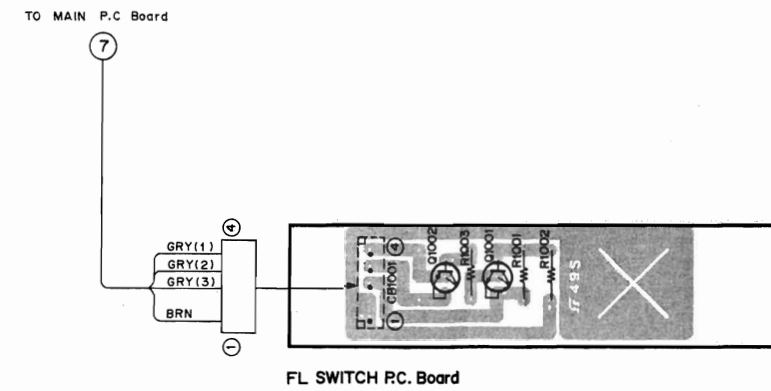 TO MAIN P.C Board
7
4
GRY(1)
GRY(2)
GRY(3)
BRN
1
CB1001
4
1
Q1002
R1003
Q1001
R1001
R1002
49S
FL SWITCH P.C. Board